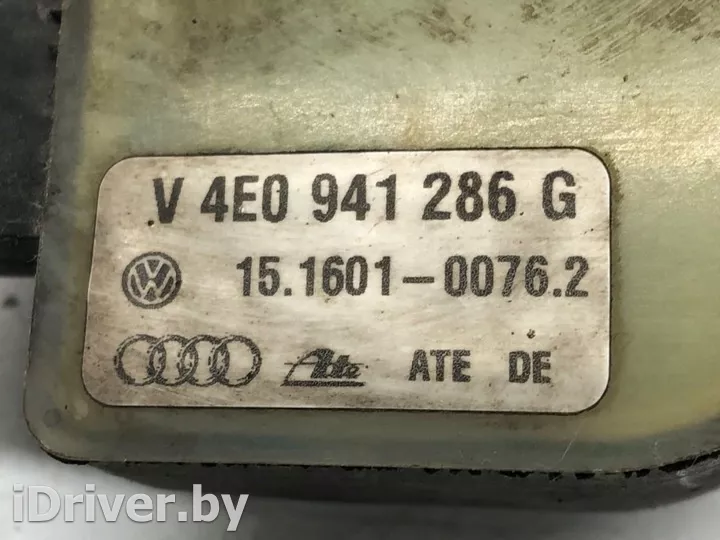 V 4E0 941 286 G
15.1601-0076.2
Ate ATE DE
iDriver.by